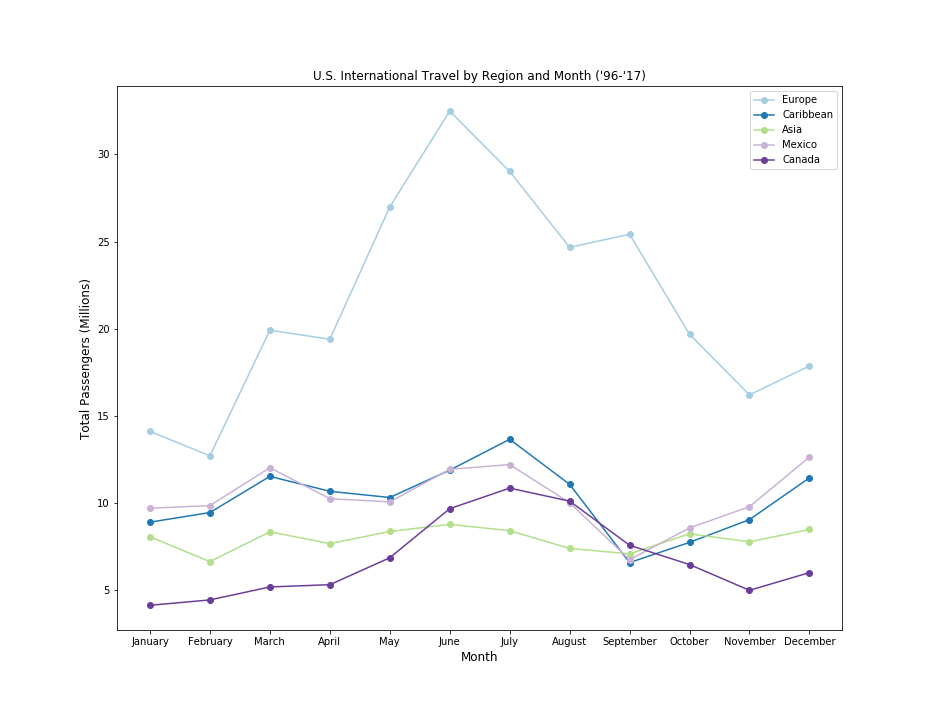 U.S. International Travel by Region and Month ('96-'17)
Europe
Caribbean
Asia
Mexico
Canada
30
25
20
15
10
5
Total Passengers (Millions)
January February March April May June July August September October November December
Month